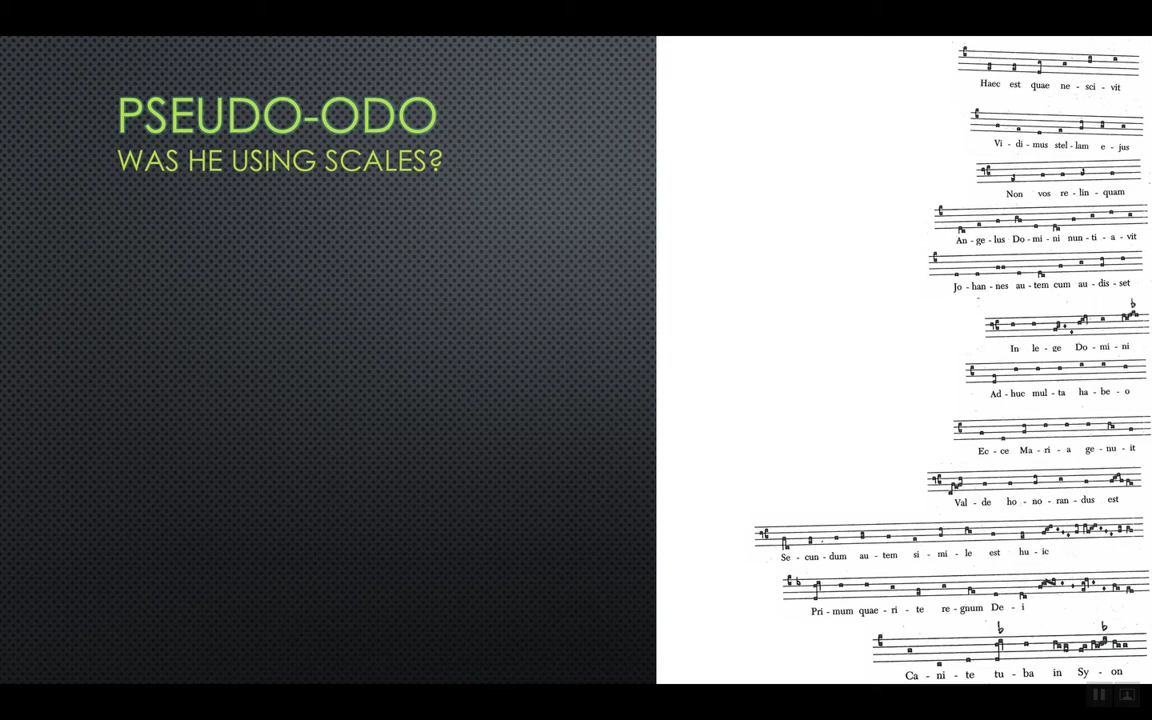 PSEUDO-ODO
WAS HE USING SCALES?
Haec est quae ne - sci - vit
Vi - di - mus stel - lam e - jus
Non vos re - lin - quam
An - ge - lus Do - mi - ni nun - ti - a - vit
Jo - han - nes au - tem cum au - dis - set
In le - ge Do - mi - ni
Ad - huc mul - ta ha - be - o
Ec - ce Ma - ri - a ge - nu - it
Val - de ho - no - ran - dus est
Se - cun - dum au - tem si - mi - le est hu - ic
Pri - mum quae - ri - te re - gnum De - i
Ca - ni - te tu - ba in Sy - on